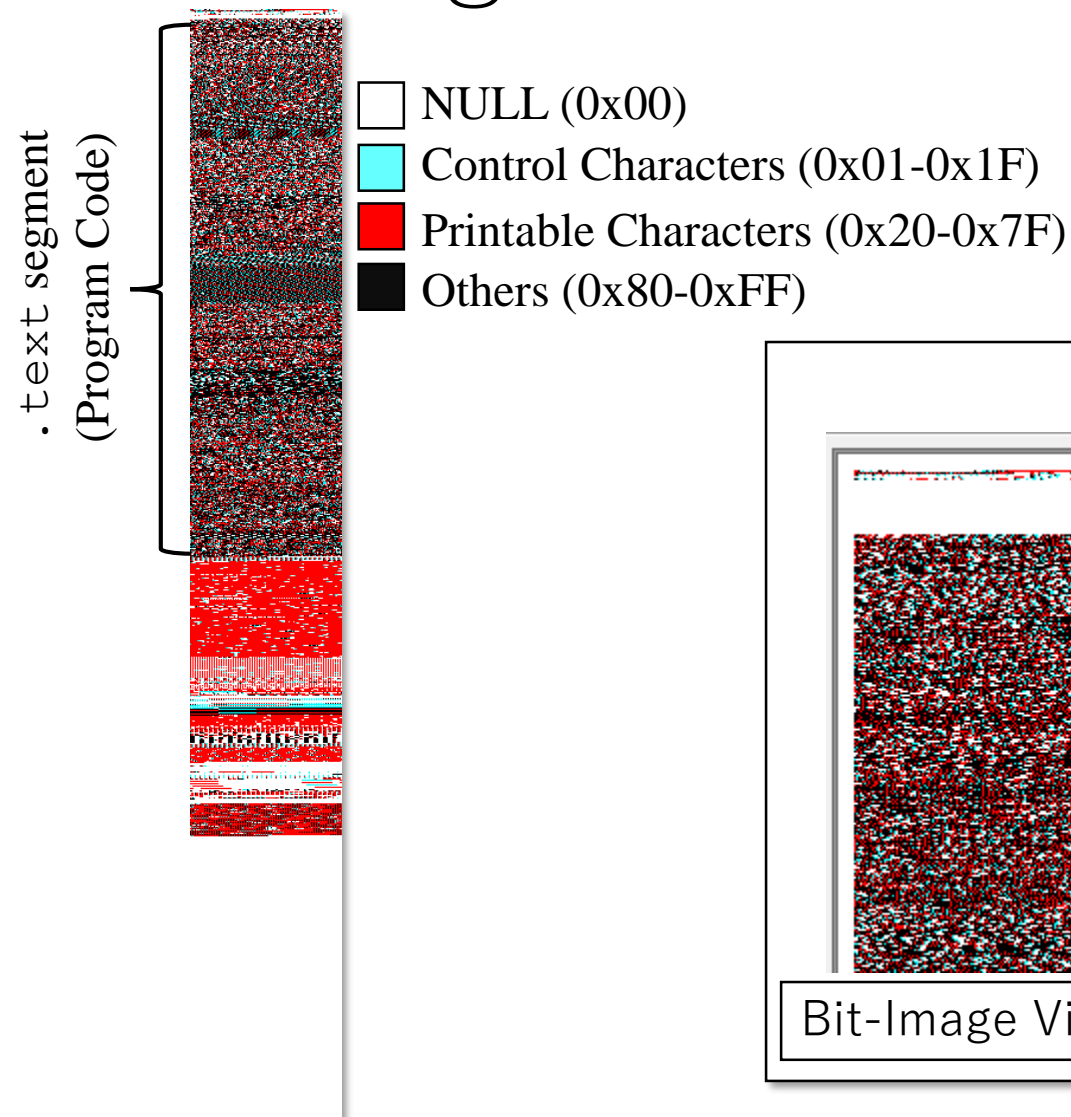 .text segment
(Program Code)
NULL (0x00)
Control Characters (0x01-0x1F)
Printable Characters (0x20-0x7F)
Others (0x80-0xFF)
Bit-Image